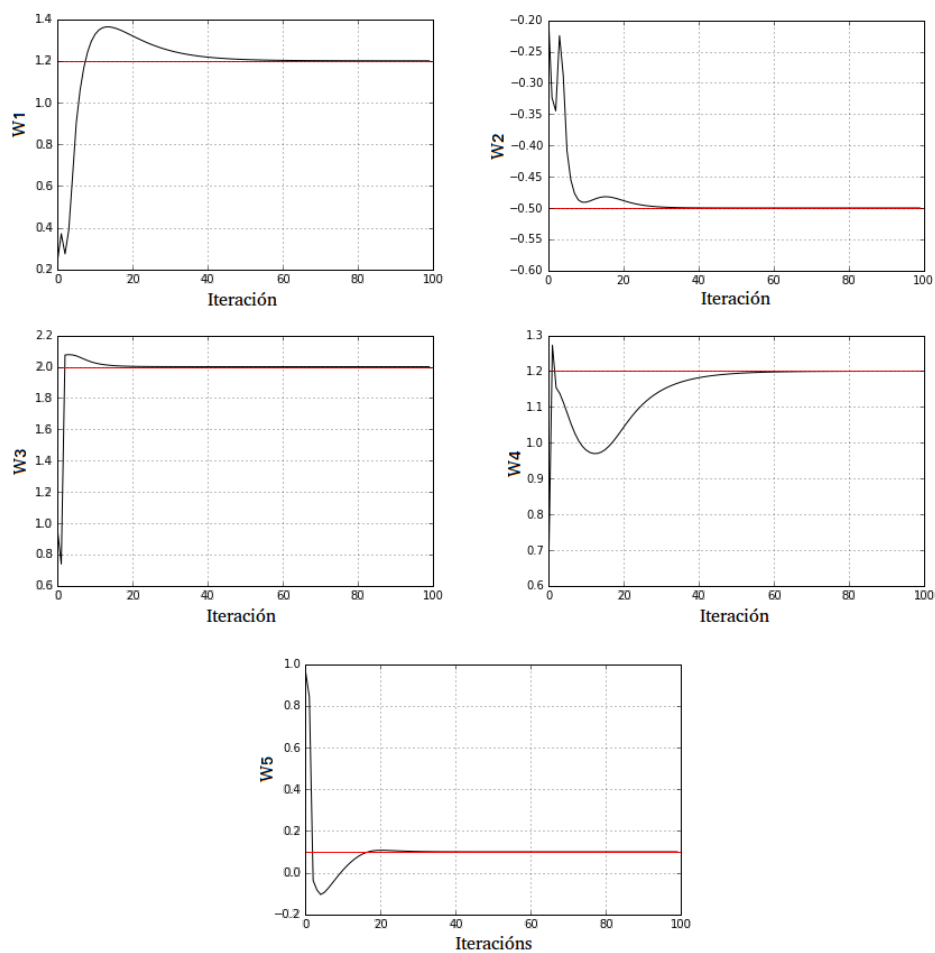 1.4
1.2
1.0
0.8
0.6
0.4
0.2
W1
0 20 40 60 80 100
Iteración
−0.20
−0.25
−0.30
−0.35
−0.40
−0.45
−0.50
−0.55
−0.60
W2
0 20 40 60 80 100
Iteración
2.2
2.0
1.8
1.6
1.4
1.2
1.0
0.8
0.6
W3
0 20 40 60 80 100
Iteración
1.3
1.2
1.1
1.0
0.9
0.8
0.7
0.6
W4
0 20 40 60 80 100
Iteración
1.0
0.8
0.6
0.4
0.2
0.0
−0.2
W5
0 20 40 60 80 100
Iteracións